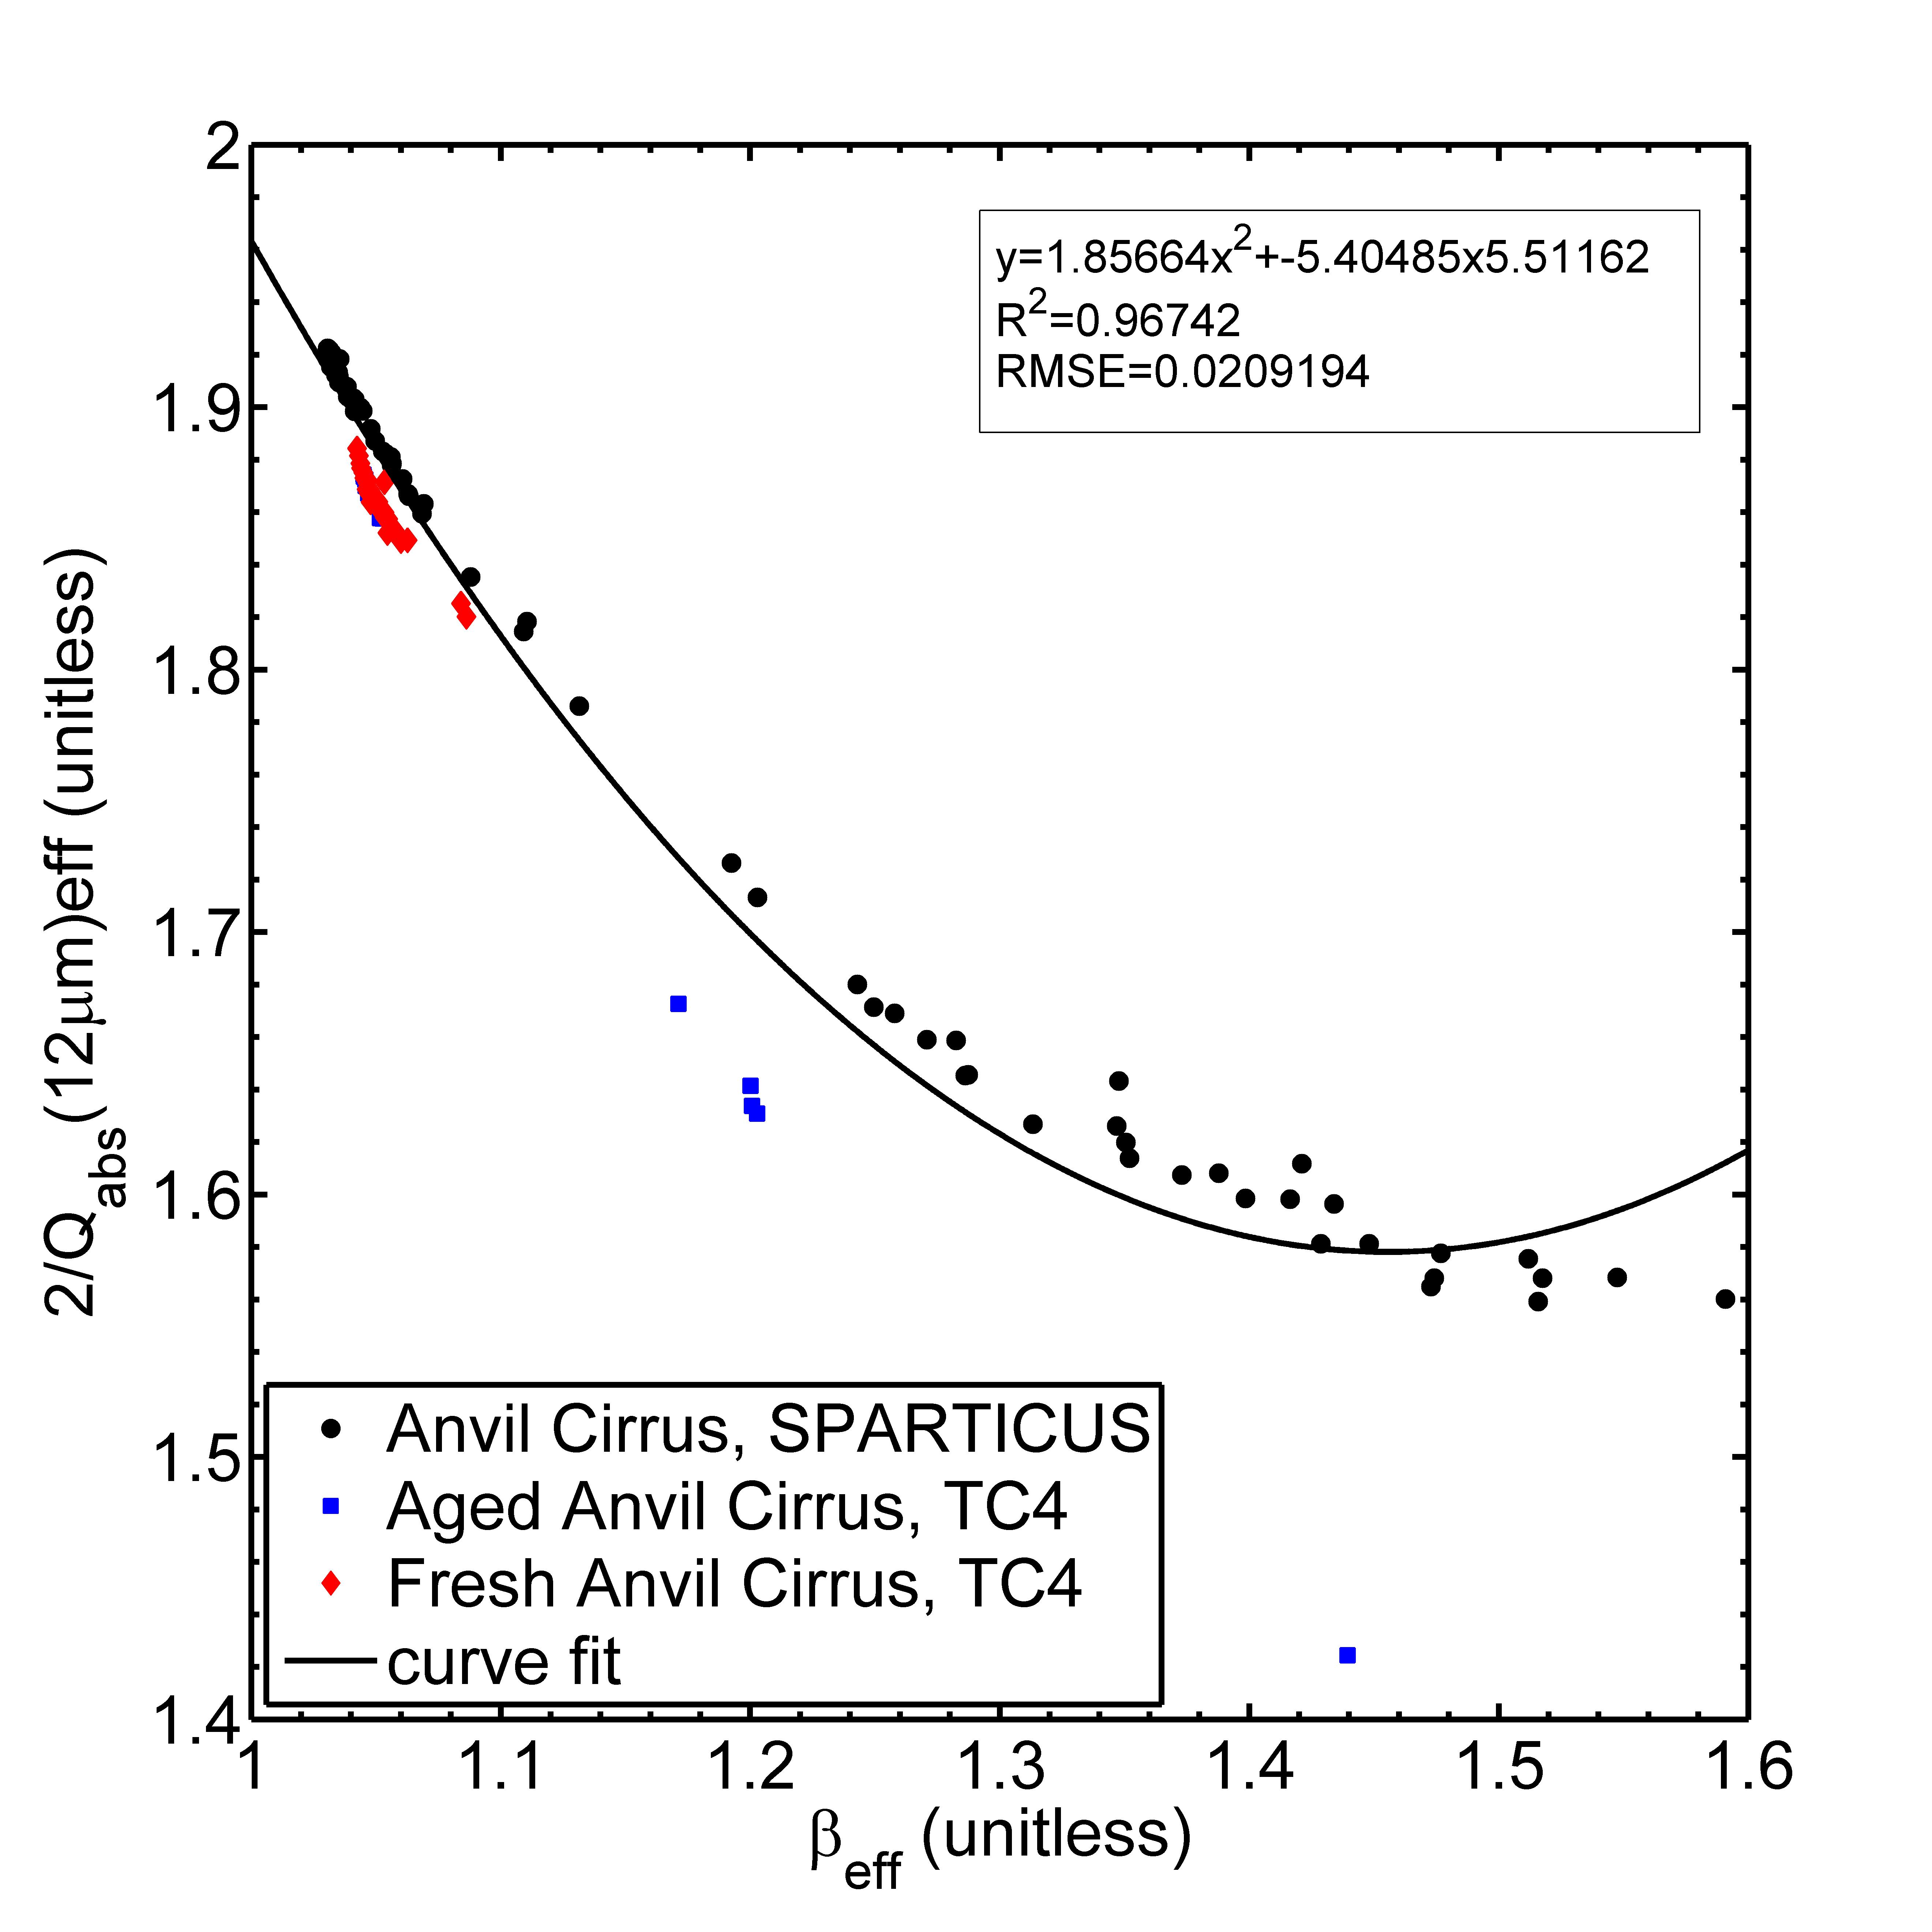 2
1.9
1.8
1.7
1.6
1.5
1.4
2/Qabs(12μm)eff (unitless)
y=1.85664x2+-5.40485x5.51162
R2=0.96742
RMSE=0.0209194
Anvil Cirrus, SPARTICUS
Aged Anvil Cirrus, TC4
Fresh Anvil Cirrus, TC4
curve fit
1 1.1 1.2 1.3 1.4 1.5 1.6
βeff (unitless)